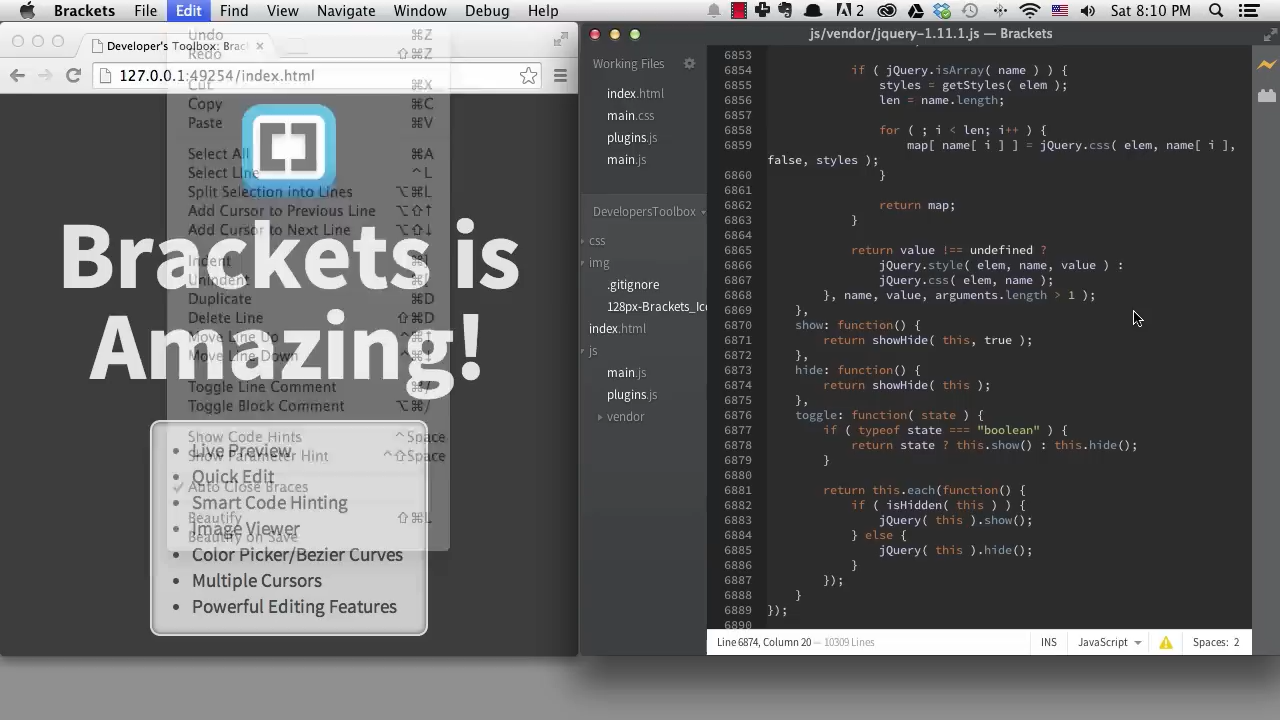 Brackets File Edit Find View Navigate Window Debug Help 2 Sat 8:10 PM
Developer's Toolbox: Brac
127.0.0.1:49254/index.html
Undo ⌘Z
Redo ⇧⌘Z
Cut ⌘X
Copy ⌘C
Paste ⌘V
Select All ⌘A
Select Line ^L
Split Selection into Lines ⌥⌘L
Add Cursor to Previous Line ⌥⇧↑
Add Cursor to Next Line ⌥⇧↓
Indent ⌘]
Unindent ⌘[
Duplicate ⌘D
Delete Line ⇧⌘D
Move Line Up ^⌘↑
Move Line Down ^⌘↓
Toggle Line Comment ⌘/
Toggle Block Comment ⌥⌘/
Show Code Hints ^Space
Show Parameter Hint ^⇧Space
✓ Auto Close Braces
Beautify ⇧⌘L
Beautify on Save
Brackets is
Amazing!
• Live Preview
• Quick Edit
• Smart Code Hinting
• Image Viewer
• Color Picker/Bezier Curves
• Multiple Cursors
• Powerful Editing Features
js/vendor/jquery-1.11.1.js — Brackets
Working Files
index.html
main.css
plugins.js
main.js
DevelopersToolbox
css
img
.gitignore
128px-Brackets_Ico
index.html
js
main.js
plugins.js
vendor
6853
6854 if ( jQuery.isArray( name ) ) {
6855 styles = getStyles( elem );
6856 len = name.length;
6857
6858 for ( ; i < len; i++ ) {
6859 map[ name[ i ] ] = jQuery.css( elem, name[ i ],
false, styles );
6860 }
6861
6862 return map;
6863 }
6864
6865 return value !== undefined ?
6866 jQuery.style( elem, name, value ) :
6867 jQuery.css( elem, name );
6868 }, name, value, arguments.length > 1 );
6869 },
6870 show: function() {
6871 return showHide( this, true );
6872 },
6873 hide: function() {
6874 return showHide( this );
6875 },
6876 toggle: function( state ) {
6877 if ( typeof state === "boolean" ) {
6878 return state ? this.show() : this.hide();
6879 }
6880
6881 return this.each(function() {
6882 if ( isHidden( this ) ) {
6883 jQuery( this ).show();
6884 } else {
6885 jQuery( this ).hide();
6886 }
6887 });
6888 }
6889 });
6890
Line 6874, Column 20 — 10309 Lines INS JavaScript Spaces: 2